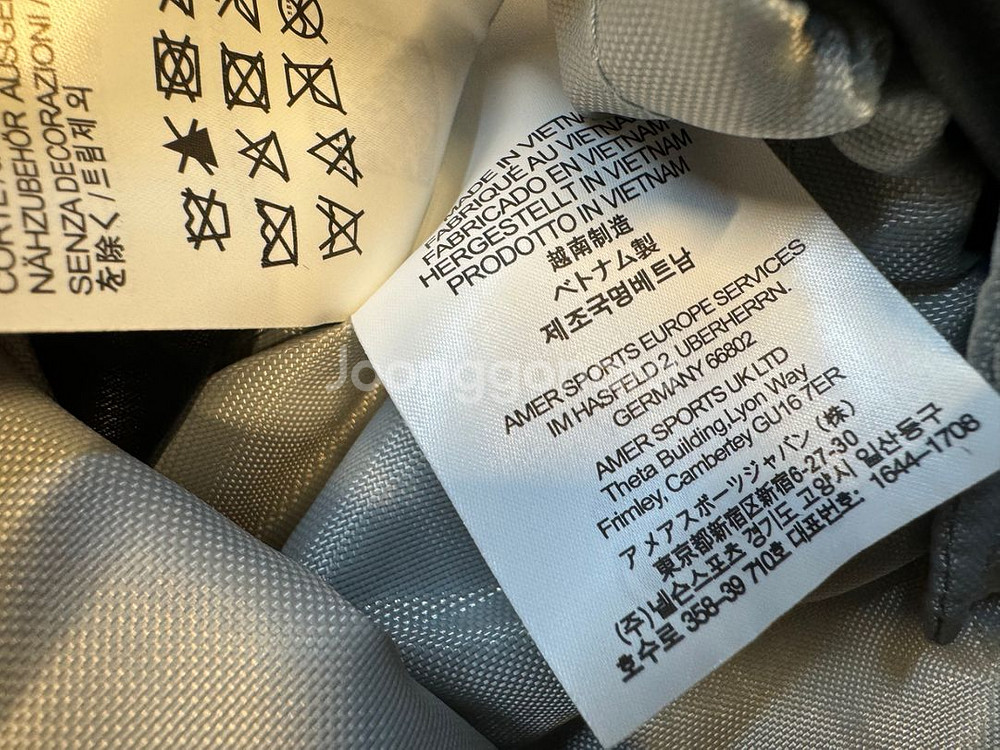 NÄHZUBEHÖR AUSGE
SENZA DECORAZIONI /
を除く / 트림 제외
MADE IN VIETNA
FABRIQUÉ AU VIETNAM
FABRICADO EN VIETNAM
HERGESTELLT IN VIETNAM
PRODOTTO IN VIETNAM
越南制造
ベトナム製
제조국명베트남
AMER SPORTS EUROPE SERVICES
IM HASFELD 2 UBERHERRN.
GERMANY 66802
AMER SPORTS UK LTD
Theta Building,Lyon Way
Frimley, Cambertey GU16 7ER
アメアスポーツジャパン (株)
東京都新宿区新宿6-27-30
(주)넬슨스포츠 경기도 고양시 일산동구
호수로 358-39 710호 대표번호: 1644-1708
Joonggo